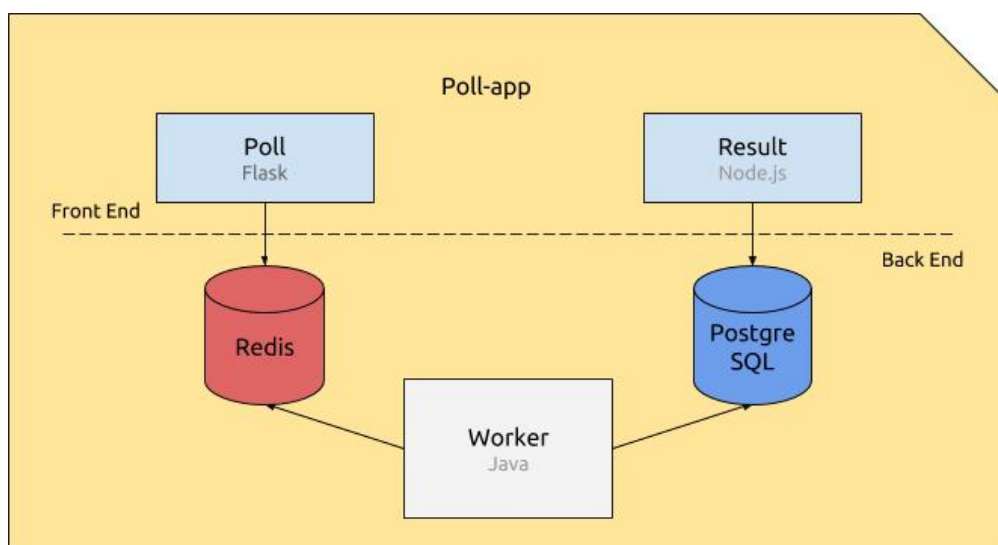 Poll-app
Poll
Flask
Result
Node.js
Front End
Back End
Redis
Postgre
SQL
Worker
Java